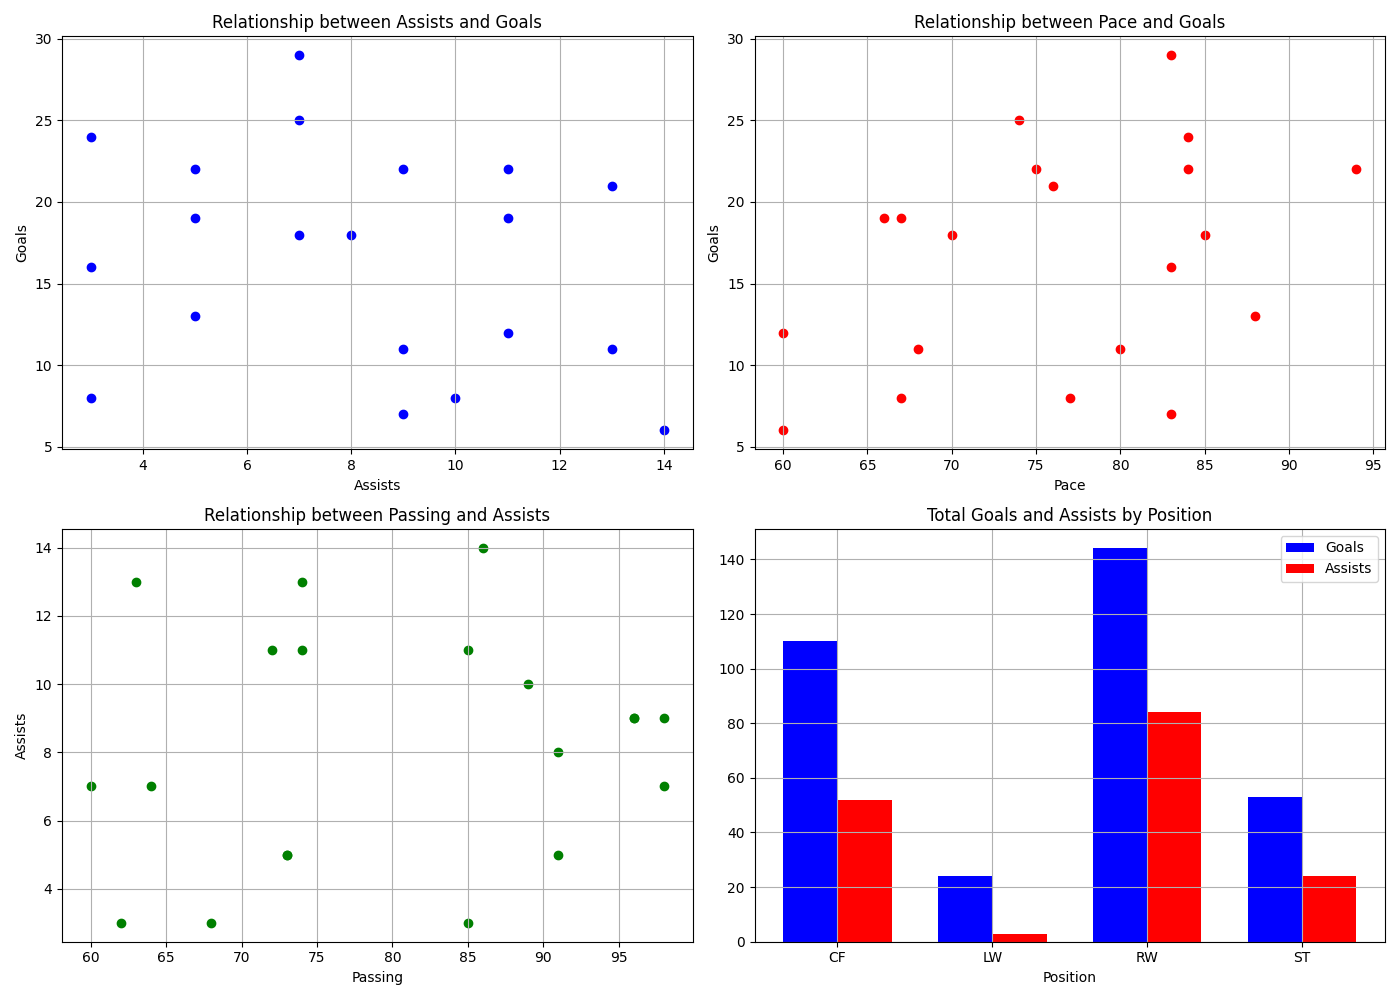 Relationship between Assists and Goals
30
25
20
15
10
5
Goals
4 6 8 10 12 14
Assists
Relationship between Pace and Goals
30
25
20
15
10
5
Goals
60 65 70 75 80 85 90 95
Pace
Relationship between Passing and Assists
14
12
10
8
6
4
Assists
60 65 70 75 80 85 90 95
Passing
Total Goals and Assists by Position
Goals
Assists
140
120
100
80
60
40
20
0
CF LW RW ST
Position